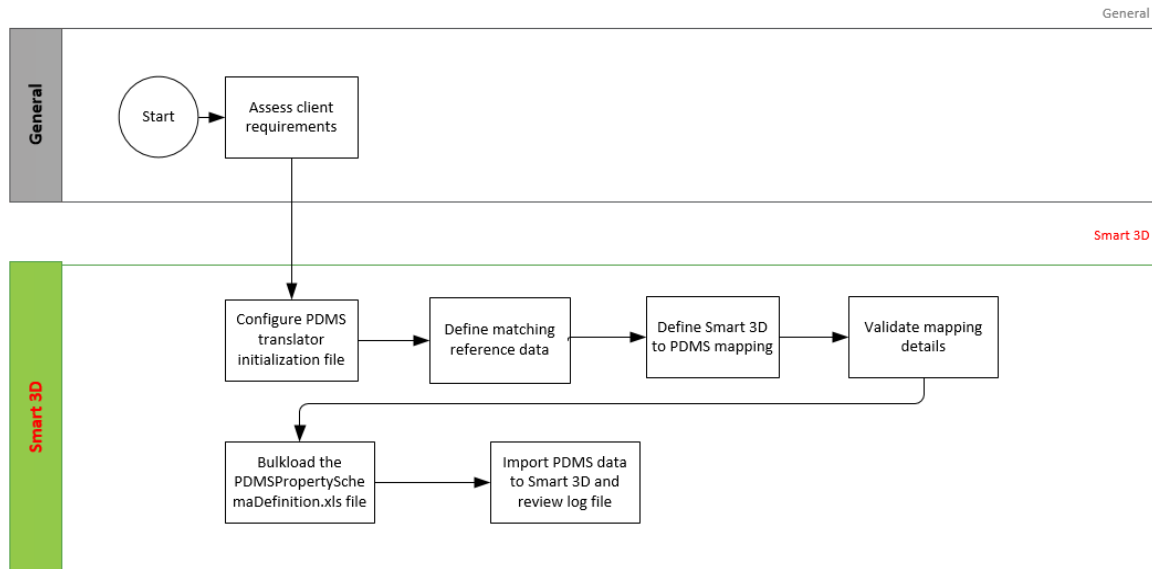 General
General
Start
Assess client
requirements
Smart 3D
Smart 3D
Configure PDMS
translator
initialization file
Define matching
reference data
Define Smart 3D
to PDMS mapping
Validate mapping
details
Bulkload the
PDMSPropertySche
maDefinition.xls file
Import PDMS data
to Smart 3D and
review log file